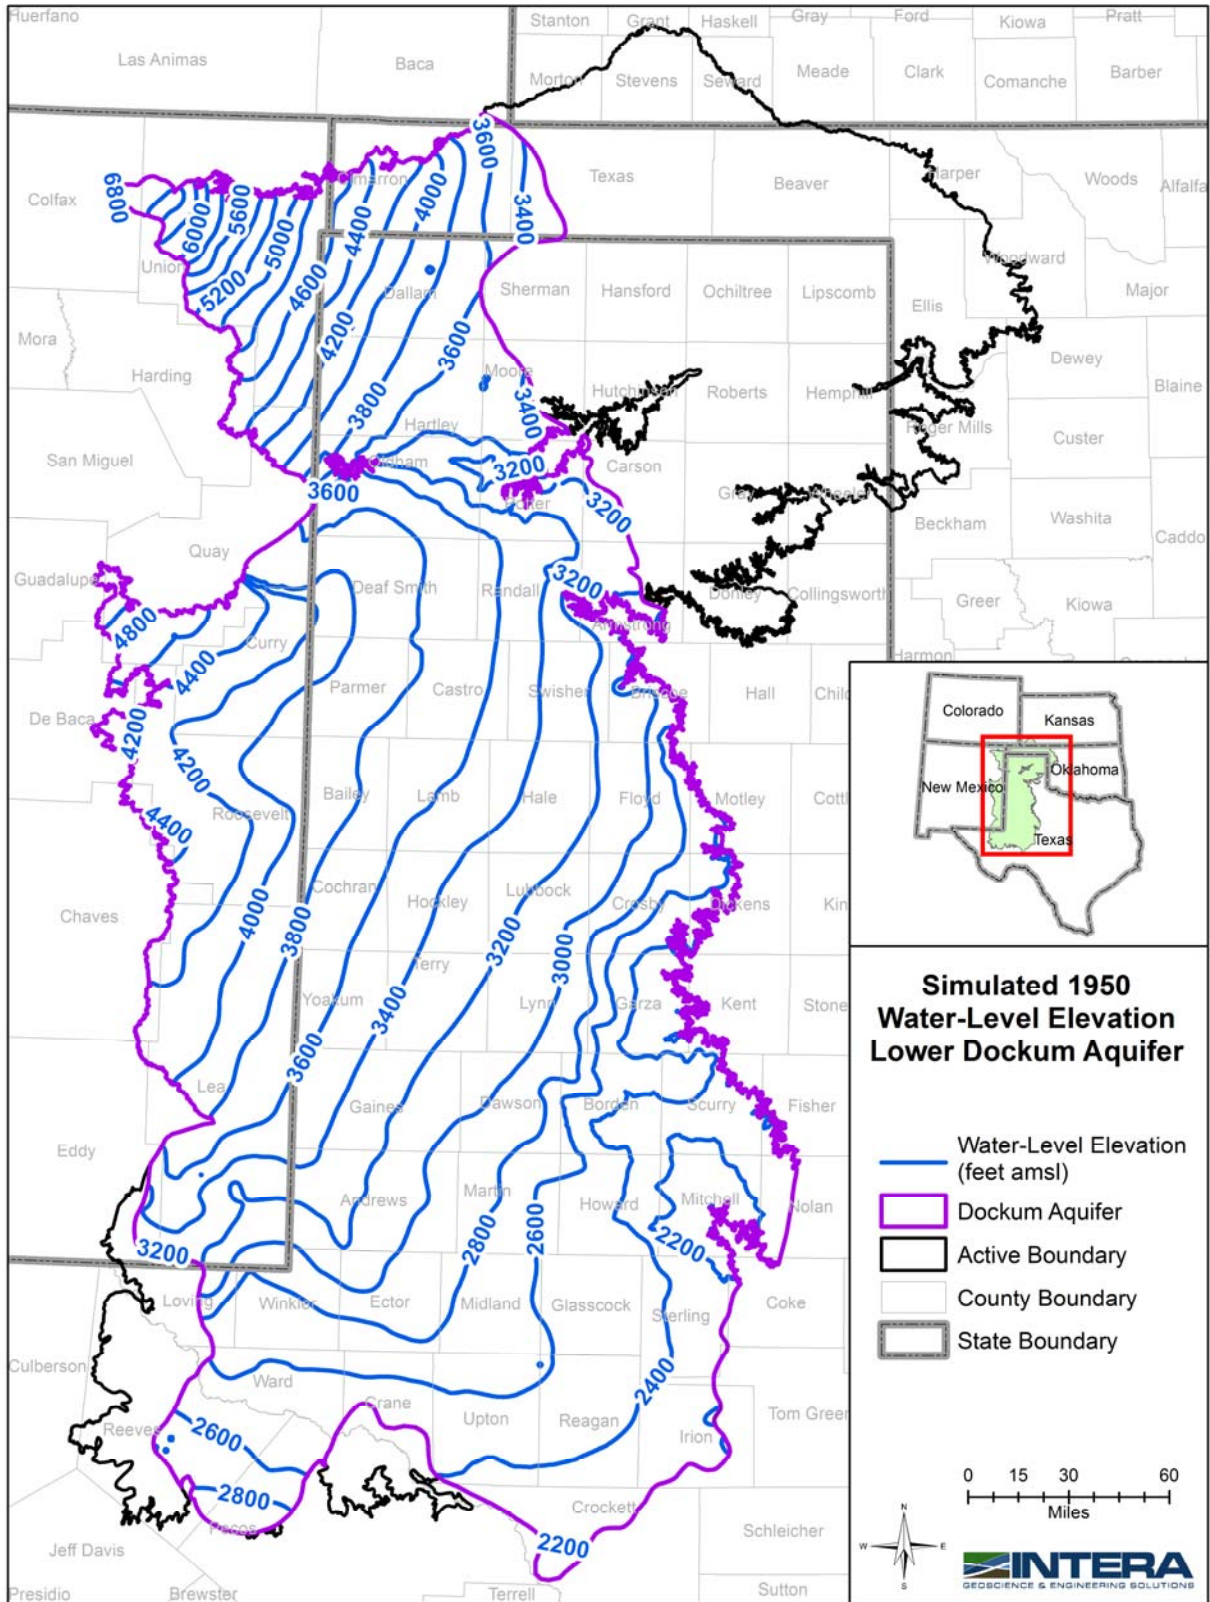 Huerfano
Stanton
Grant
Haskell
Gray
Ford
Kiowa
Pratt
Las Animas
Baca
Morton
Stevens
Seward
Meade
Clark
Comanche
Barber
3600
Colfax
6800
6000
5600
5000
4400
4000
3400
Cimarron
Texas
Beaver
Harper
Woods
Alfalfa
Union
5200
4600
4200
Dallam
Sherman
Hansford
Ochiltree
Lipscomb
Ellis
Woodward
Major
Mora
Harding
3800
3600
Moore
Hutchinson
Roberts
Hemphill
Dewey
Blaine
3400
Hartley
Roger Mills
Custer
San Miguel
Oldham
3200
Carson
3600
Potter
3200
Gray
Wheeler
Beckham
Washita
Caddo
Quay
Guadalupe
Deaf Smith
Randall
3200
Donley
Collingsworth
Greer
Kiowa
4800
Curry
Armstrong
Harmon
4400
Parmer
Castro
Swisher
Briscoe
Hall
Child
De Baca
4200
4200
Bailey
Lamb
Hale
Floyd
Motley
Cottl
4400
Roosevelt
Cochran
Hockley
Lubbock
Crosby
Dickens
Kin
Chaves
4000
3800
3200
3000
Terry
Yoakum
3400
Lynn
Garza
Kent
Stone
3600
Lea
Gaines
Dawson
Borden
Scurry
Fisher
Eddy
Andrews
Martin
Howard
Mitchell
Nolan
3200
2800
2600
2200
Loving
Winkler
Ector
Midland
Glasscock
Sterling
Coke
Culberson
Ward
2400
Crane
Upton
Reagan
Tom Green
Reeves
2600
Irion
2800
Pecos
Crockett
2200
Schleicher
Jeff Davis
Presidio
Brewster
Terrell
Sutton
Colorado
Kansas
New Mexico
Oklahoma
Texas
Simulated 1950
Water-Level Elevation
Lower Dockum Aquifer
Water-Level Elevation
(feet amsl)
Dockum Aquifer
Active Boundary
County Boundary
State Boundary
0 15 30 60
Miles
N
W E
S
INTERA
GEOSCIENCE & ENGINEERING SOLUTIONS